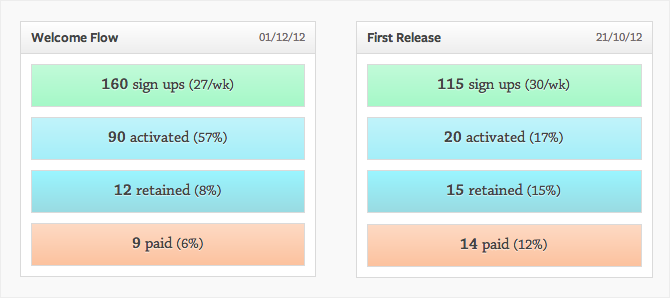 Welcome Flow 01/12/12
160 sign ups (27/wk)
90 activated (57%)
12 retained (8%)
9 paid (6%)
First Release 21/10/12
115 sign ups (30/wk)
20 activated (17%)
15 retained (15%)
14 paid (12%)